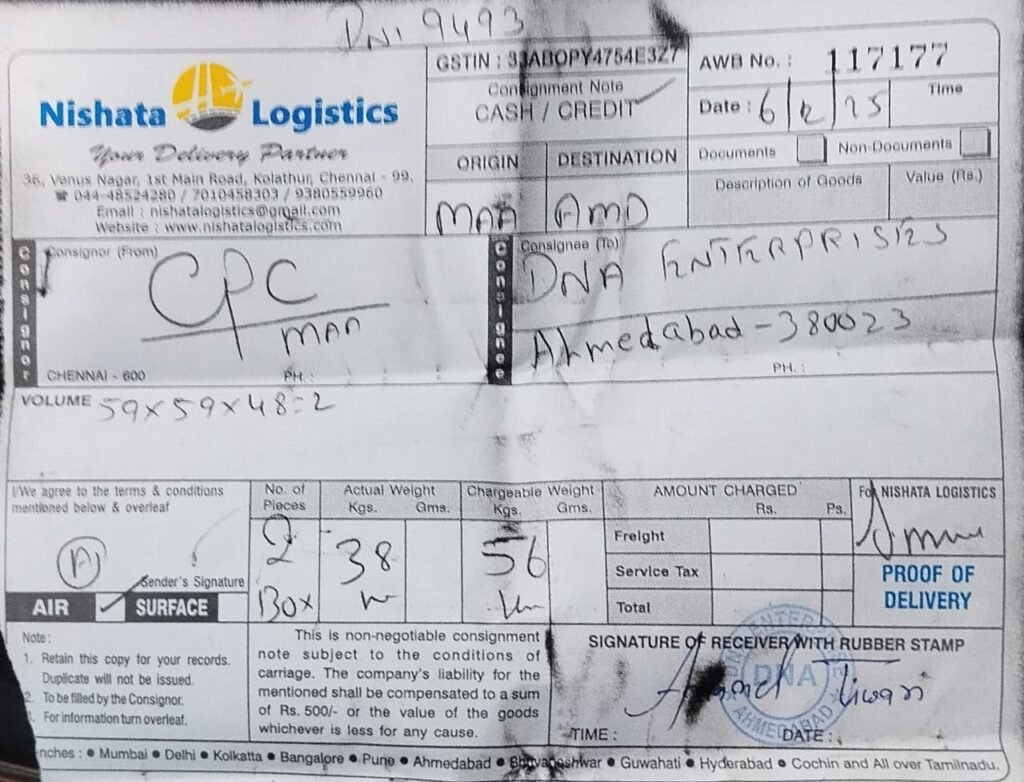 DNI 9493
Nishata Logistics
Your Delivery Partner
36, Venus Nagar, 1st Main Road, Kolathur, Chennai - 99.
☎ 044-48524280 / 7010458303 / 9380559960
Email : nishatalogistics@gmail.com
Website : www.nishatalogistics.com
GSTIN : 33ABOPY4754E3Z7
Consignment Note
CASH / CREDIT ✓
AWB No. : 117177
Date : 6/2/25
Time
ORIGIN DESTINATION
MAA AMD
Documents Non-Documents
Description of Goods Value (Rs.)
Consignor
Consignor (From)
CPC
MAA
CHENNAI - 600 PH. :
Consignee
Consignee (To)
DNA ENTERPRISES
Ahmedabad - 380023
PH. :
VOLUME 59x59x48=2
I/We agree to the terms & conditions
mentioned below & overleaf
Sender's Signature
AIR ✓ SURFACE
No. of Pieces
2
Box
Actual Weight
Kgs. Gms.
38
Chargeable Weight
Kgs. Gms.
56
AMOUNT CHARGED
Rs. Ps.
Freight
Service Tax
Total
For NISHATA LOGISTICS
PROOF OF
DELIVERY
Note :
1. Retain this copy for your records.
Duplicate will not be issued.
2. To be filled by the Consignor.
3. For information turn overleaf.
This is non-negotiable consignment
note subject to the conditions of
carriage. The company's liability for the
mentioned shall be compensated to a sum
of Rs. 500/- or the value of the goods
whichever is less for any cause.
SIGNATURE OF RECEIVER WITH RUBBER STAMP
DNA
AHMEDABAD
Tiwari
TIME : DATE :
nches : • Mumbai • Delhi • Kolkatta • Bangalore • Pune • Ahmedabad • Bhuvaneshwar • Guwahati • Hyderabad • Cochin and All over Tamilnadu.